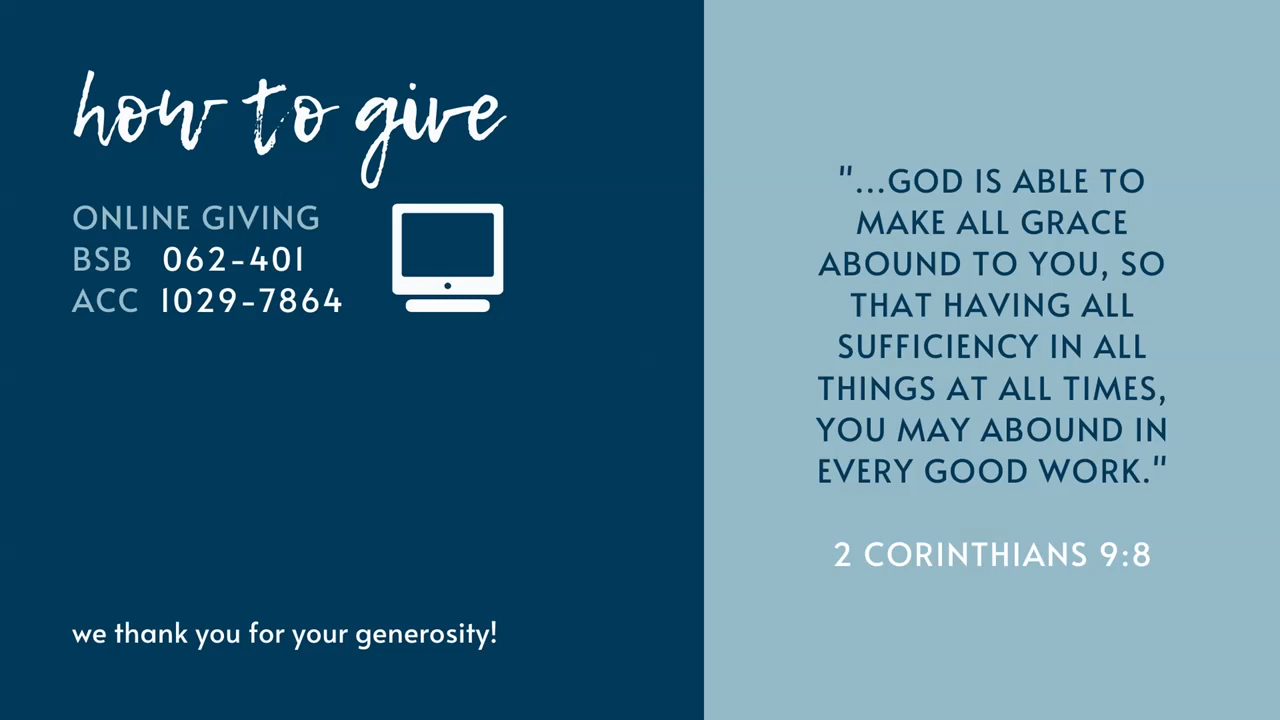 how to give
ONLINE GIVING
BSB 062-401
ACC 1029-7864
we thank you for your generosity!
"...GOD IS ABLE TO
MAKE ALL GRACE
ABOUND TO YOU, SO
THAT HAVING ALL
SUFFICIENCY IN ALL
THINGS AT ALL TIMES,
YOU MAY ABOUND IN
EVERY GOOD WORK."
2 CORINTHIANS 9:8